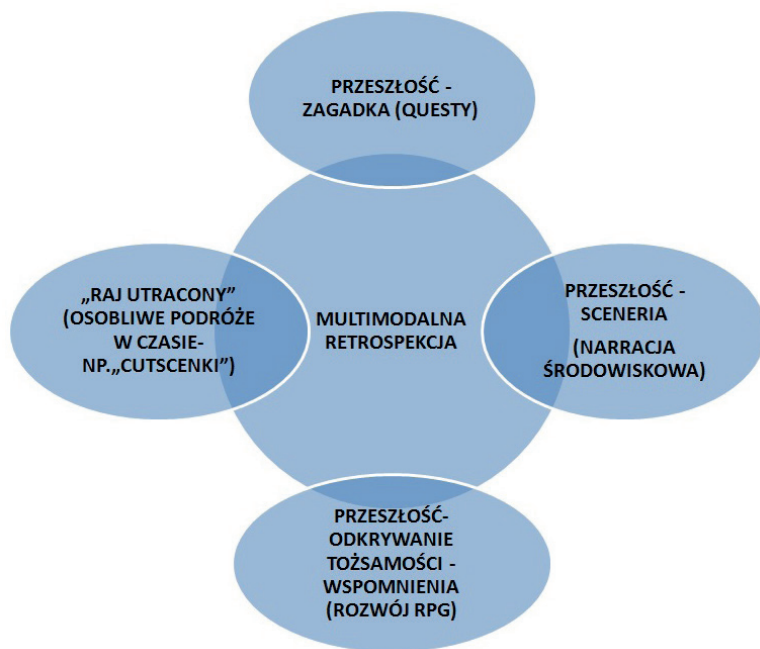 PRZESZŁOŚĆ -
ZAGADKA (QUESTY)
„RAJ UTRACONY”
(OSOBLIWE PODRÓŻE
W CZASIE-
NP.„CUTSCENKI”)
MULTIMODALNA
RETROSPEKCJA
PRZESZŁOŚĆ -
SCENERIA
(NARRACJA
ŚRODOWISKOWA)
PRZESZŁOŚĆ-
ODKRYWANIE
TOŻSAMOŚCI -
WSPOMNIENIA
(ROZWÓJ RPG)